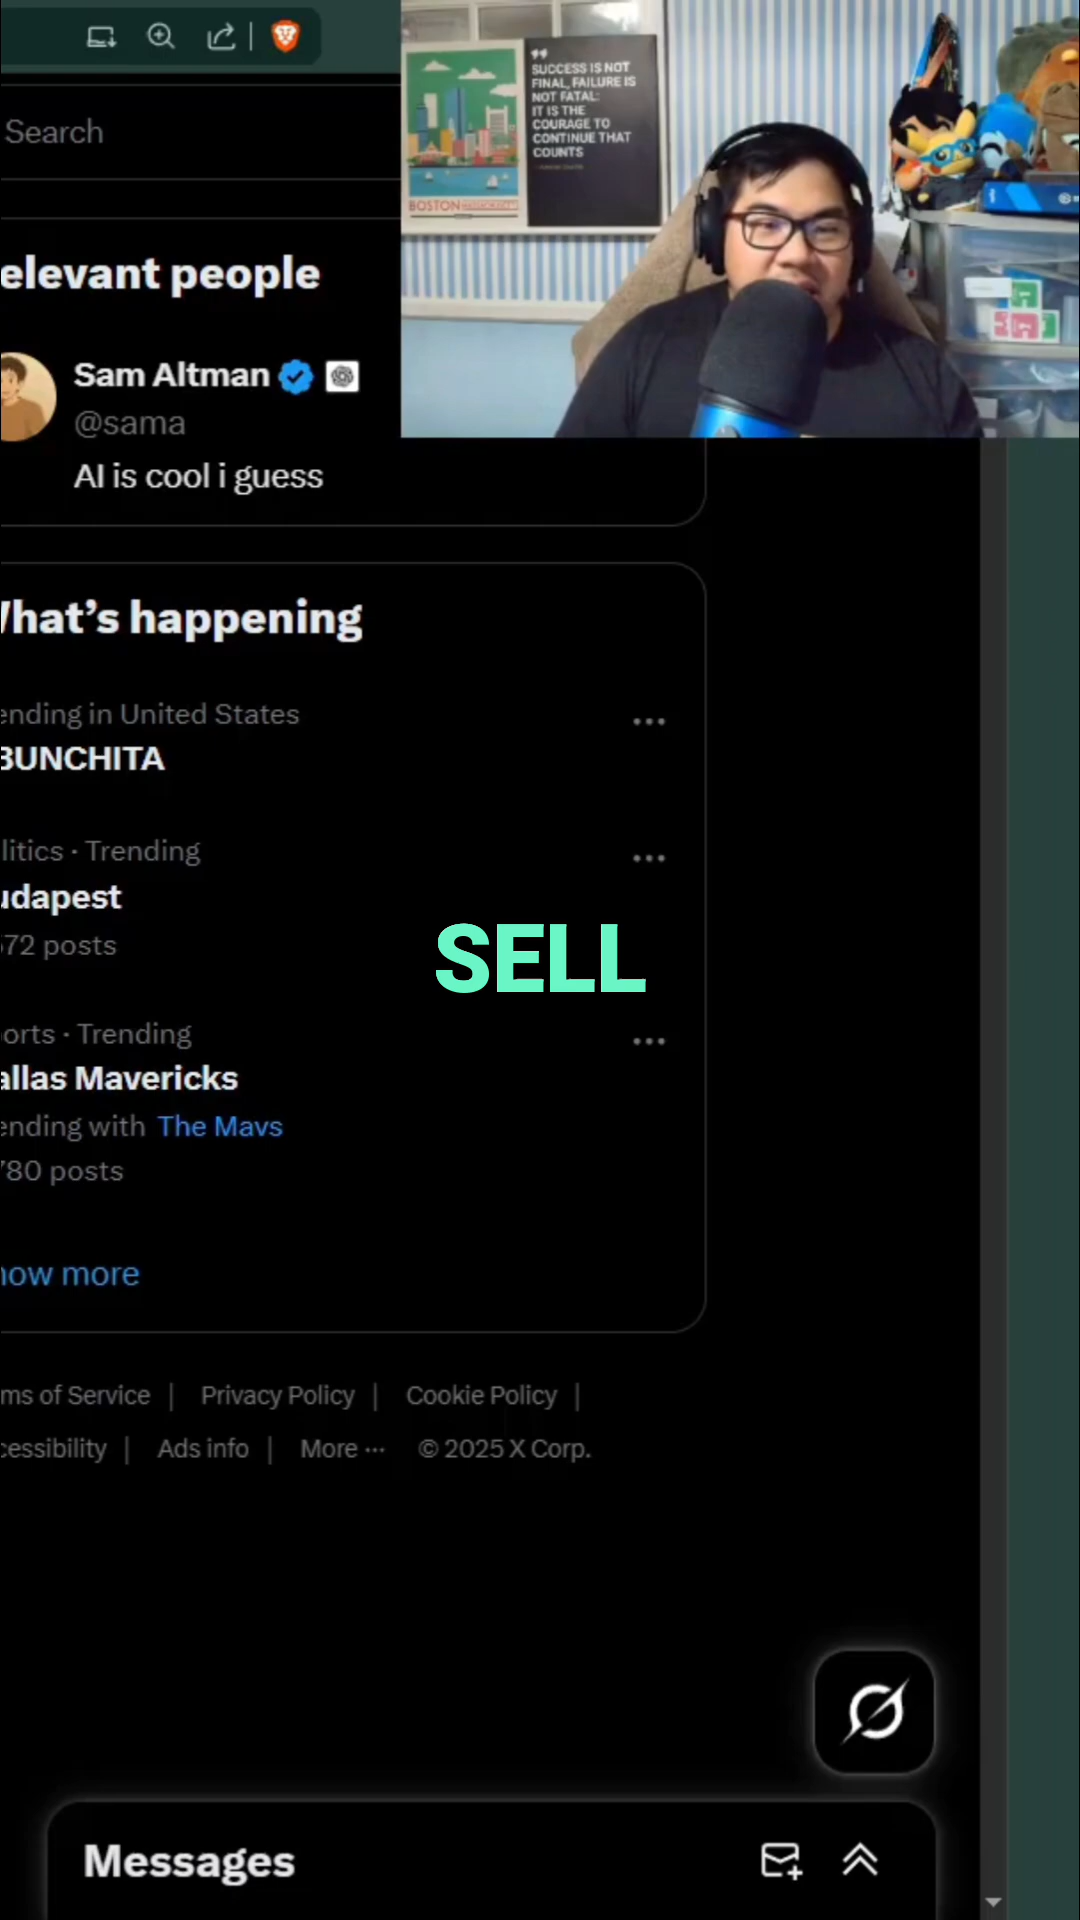 Search
SUCCESS IS NOT
FINAL, FAILURE IS
NOT FATAL:
IT IS THE
COURAGE TO
CONTINUE THAT
COUNTS
BOSTON
elevant people
Sam Altman
@sama
AI is cool i guess
What's happening
ending in United States
BUNCHITA
litics · Trending
udapest
572 posts
SELL
orts · Trending
allas Mavericks
ending with The Mavs
780 posts
how more
ms of Service | Privacy Policy | Cookie Policy |
cessibility | Ads info | More ··· © 2025 X Corp.
Messages